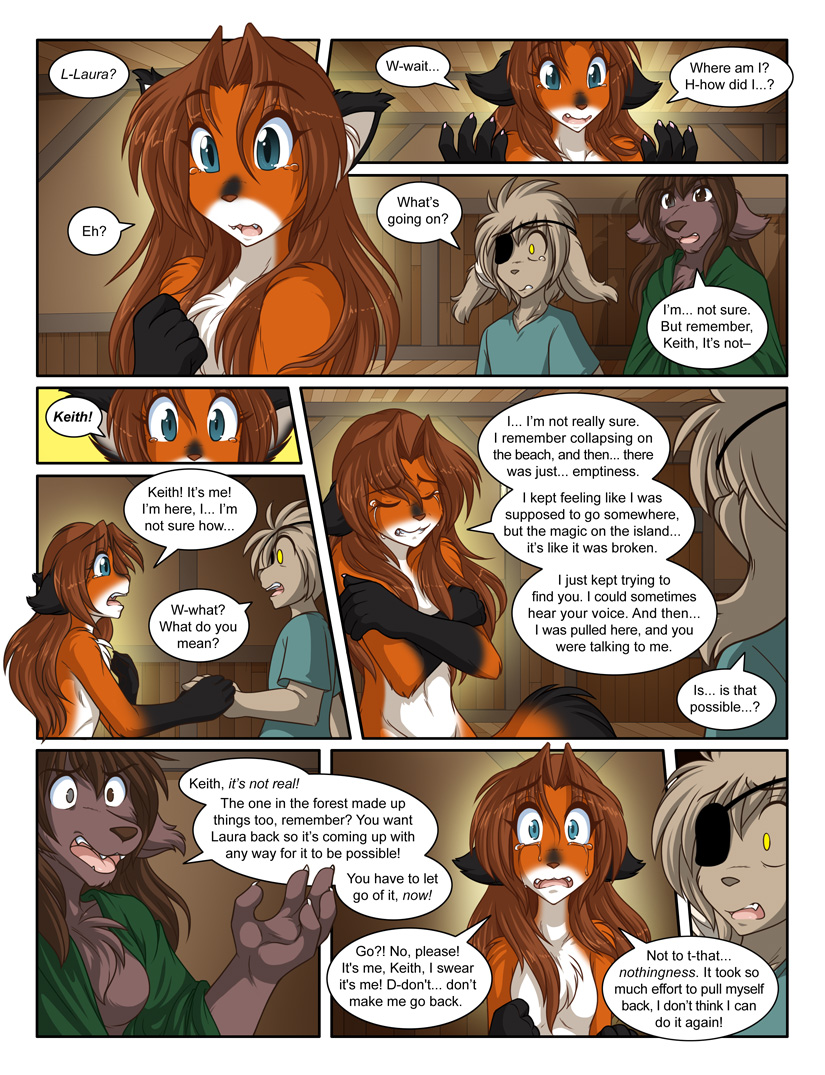 L-Laura?
Eh?
W-wait...
Where am I?
H-how did I...?
What's
going on?
I'm... not sure.
But remember,
Keith, It's not–
Keith!
Keith! It's me!
I'm here, I... I'm
not sure how...
W-what?
What do you
mean?
I... I'm not really sure.
I remember collapsing on
the beach, and then... there
was just... emptiness.
I kept feeling like I was
supposed to go somewhere,
but the magic on the island...
it's like it was broken.
I just kept trying to
find you. I could sometimes
hear your voice. And then...
I was pulled here, and you
were talking to me.
Is... is that
possible...?
Keith, it's not real!
The one in the forest made up
things too, remember? You want
Laura back so it's coming up with
any way for it to be possible!
You have to let
go of it, now!
Go?! No, please!
It's me, Keith, I swear
it's me! D-don't... don't
make me go back.
Not to t-that...
nothingness. It took so
much effort to pull myself
back, I don't think I can
do it again!